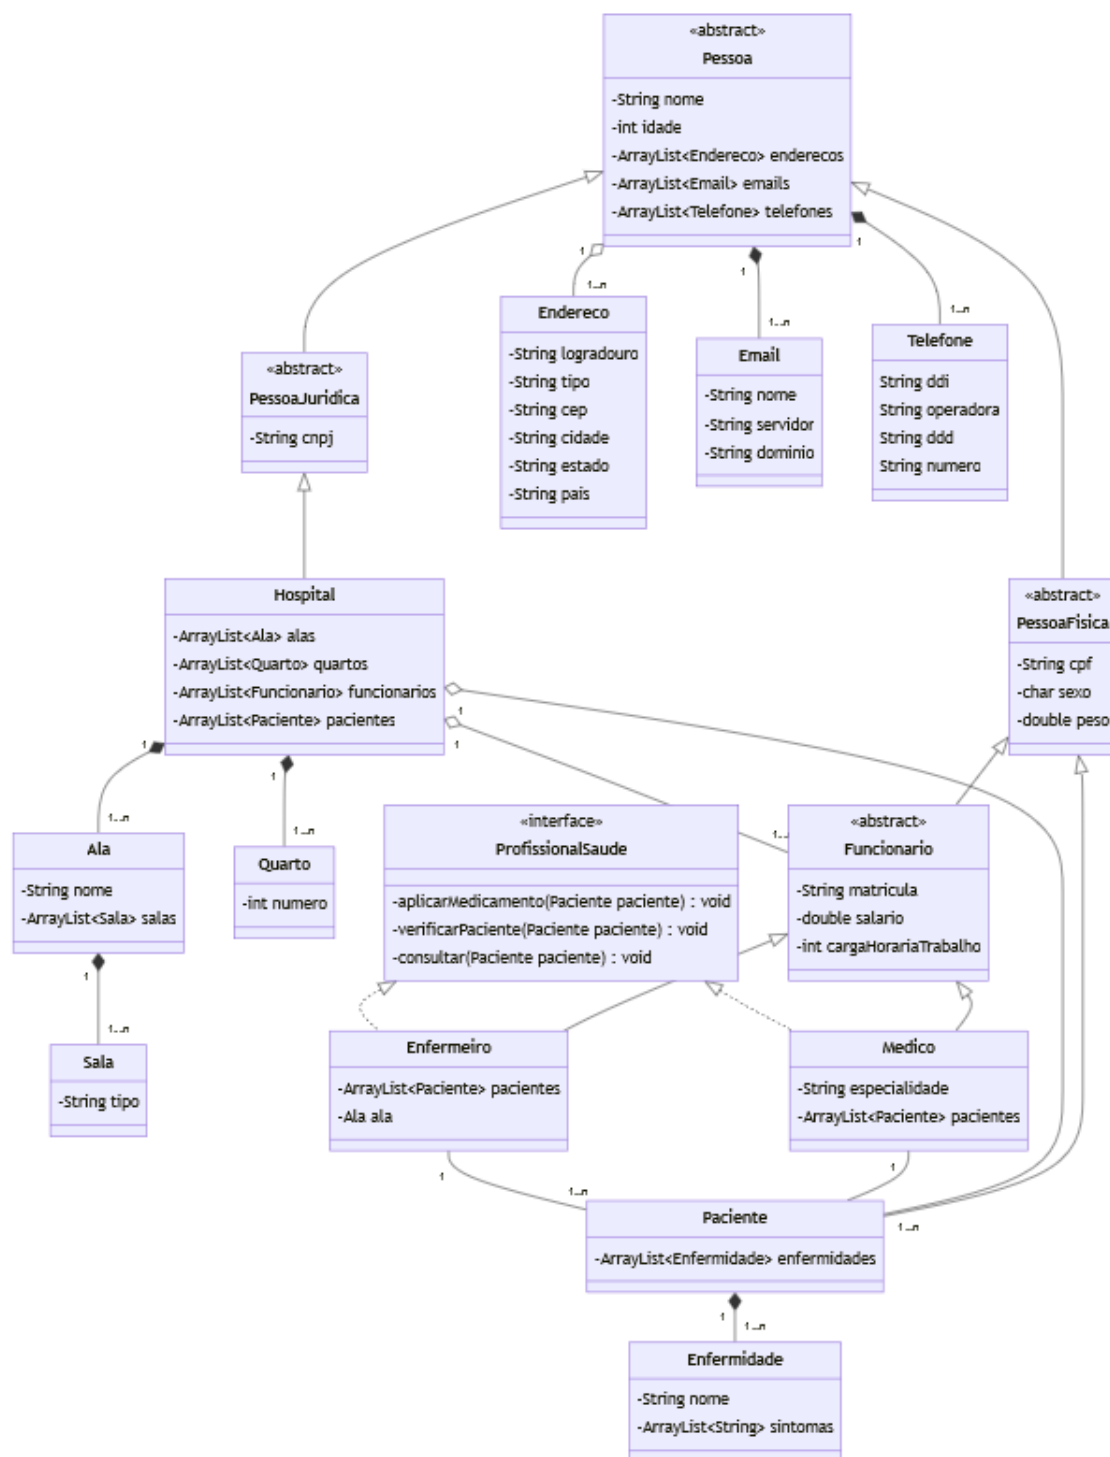 «abstract»
Pessoa
-String nome
-int idade
-ArrayList<Endereco> enderecos
-ArrayList<Email> emails
-ArrayList<Telefone> telefones
1
1
1
1...n
1...n
1...n
Endereco
-String logradouro
-String tipo
-String cep
-String cidade
-String estado
-String pais
Email
-String nome
-String servidor
-String dominio
Telefone
String ddi
String operadora
String ddd
String numero
«abstract»
PessoaJuridica
-String cnpj
Hospital
-ArrayList<Ala> alas
-ArrayList<Quarto> quartos
-ArrayList<Funcionario> funcionarios
-ArrayList<Paciente> pacientes
«abstract»
PessoaFisica
-String cpf
-char sexo
-double peso
1
1
1
1
1...n
1...n
1...
Ala
-String nome
-ArrayList<Sala> salas
Quarto
-int numero
«interface»
ProfissionalSaude
-aplicarMedicamento(Paciente paciente) : void
-verificarPaciente(Paciente paciente) : void
-consultar(Paciente paciente) : void
«abstract»
Funcionario
-String matricula
-double salario
-int cargaHorariaTrabalho
1
1...n
Sala
-String tipo
Enfermeiro
-ArrayList<Paciente> pacientes
-Ala ala
Medico
-String especialidade
-ArrayList<Paciente> pacientes
1
1
1...n
1...n
Paciente
-ArrayList<Enfermidade> enfermidades
1
1...n
Enfermidade
-String nome
-ArrayList<String> sintomas